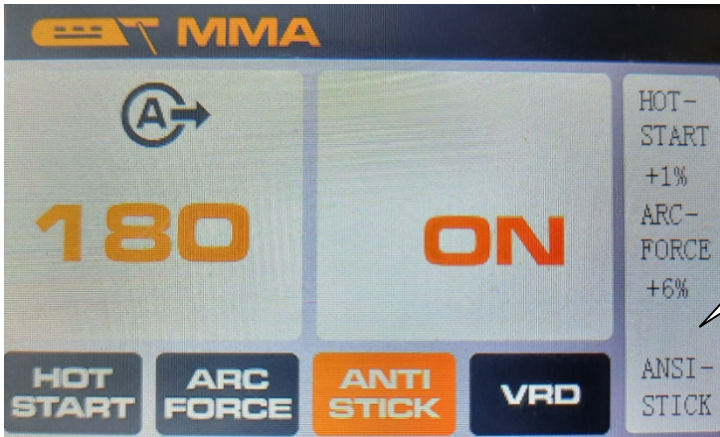 MMA
A
180
ON
HOT
START
ARC
FORCE
ANTI
STICK
VRD
HOT-
START
+1%
ARC-
FORCE
+6%
ANSI-
STICK